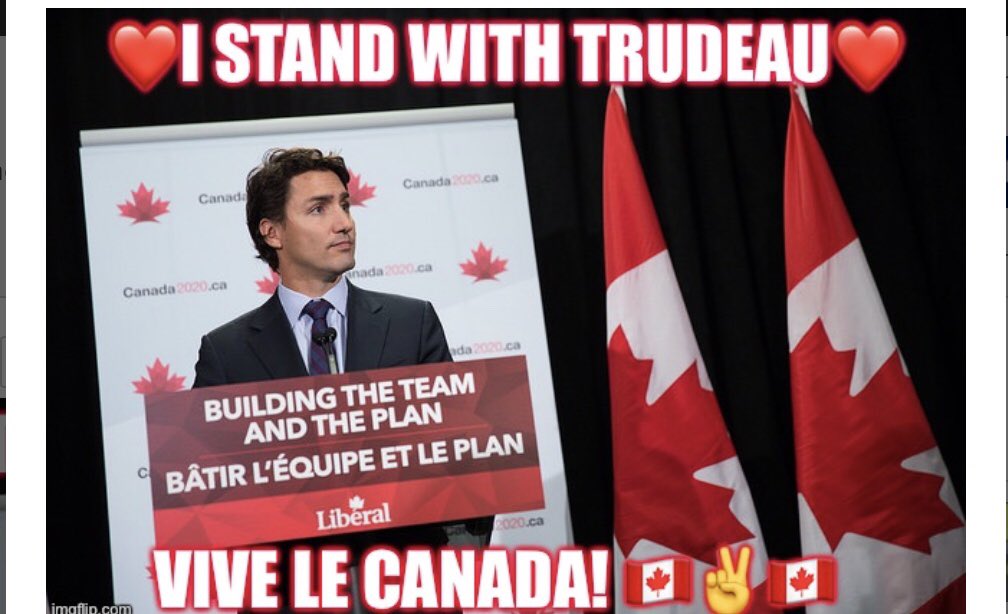 ❤️I STAND WITH TRUDEAU❤️
Canada
Canada2020.ca
nada2020.ca
Canada2020.ca
ada2020.ca
BUILDING THE TEAM
AND THE PLAN
BÂTIR L'ÉQUIPE ET LE PLAN
Liberal
2020.ca
VIVE LE CANADA! 🇨🇦✌️🇨🇦
imgflip.com